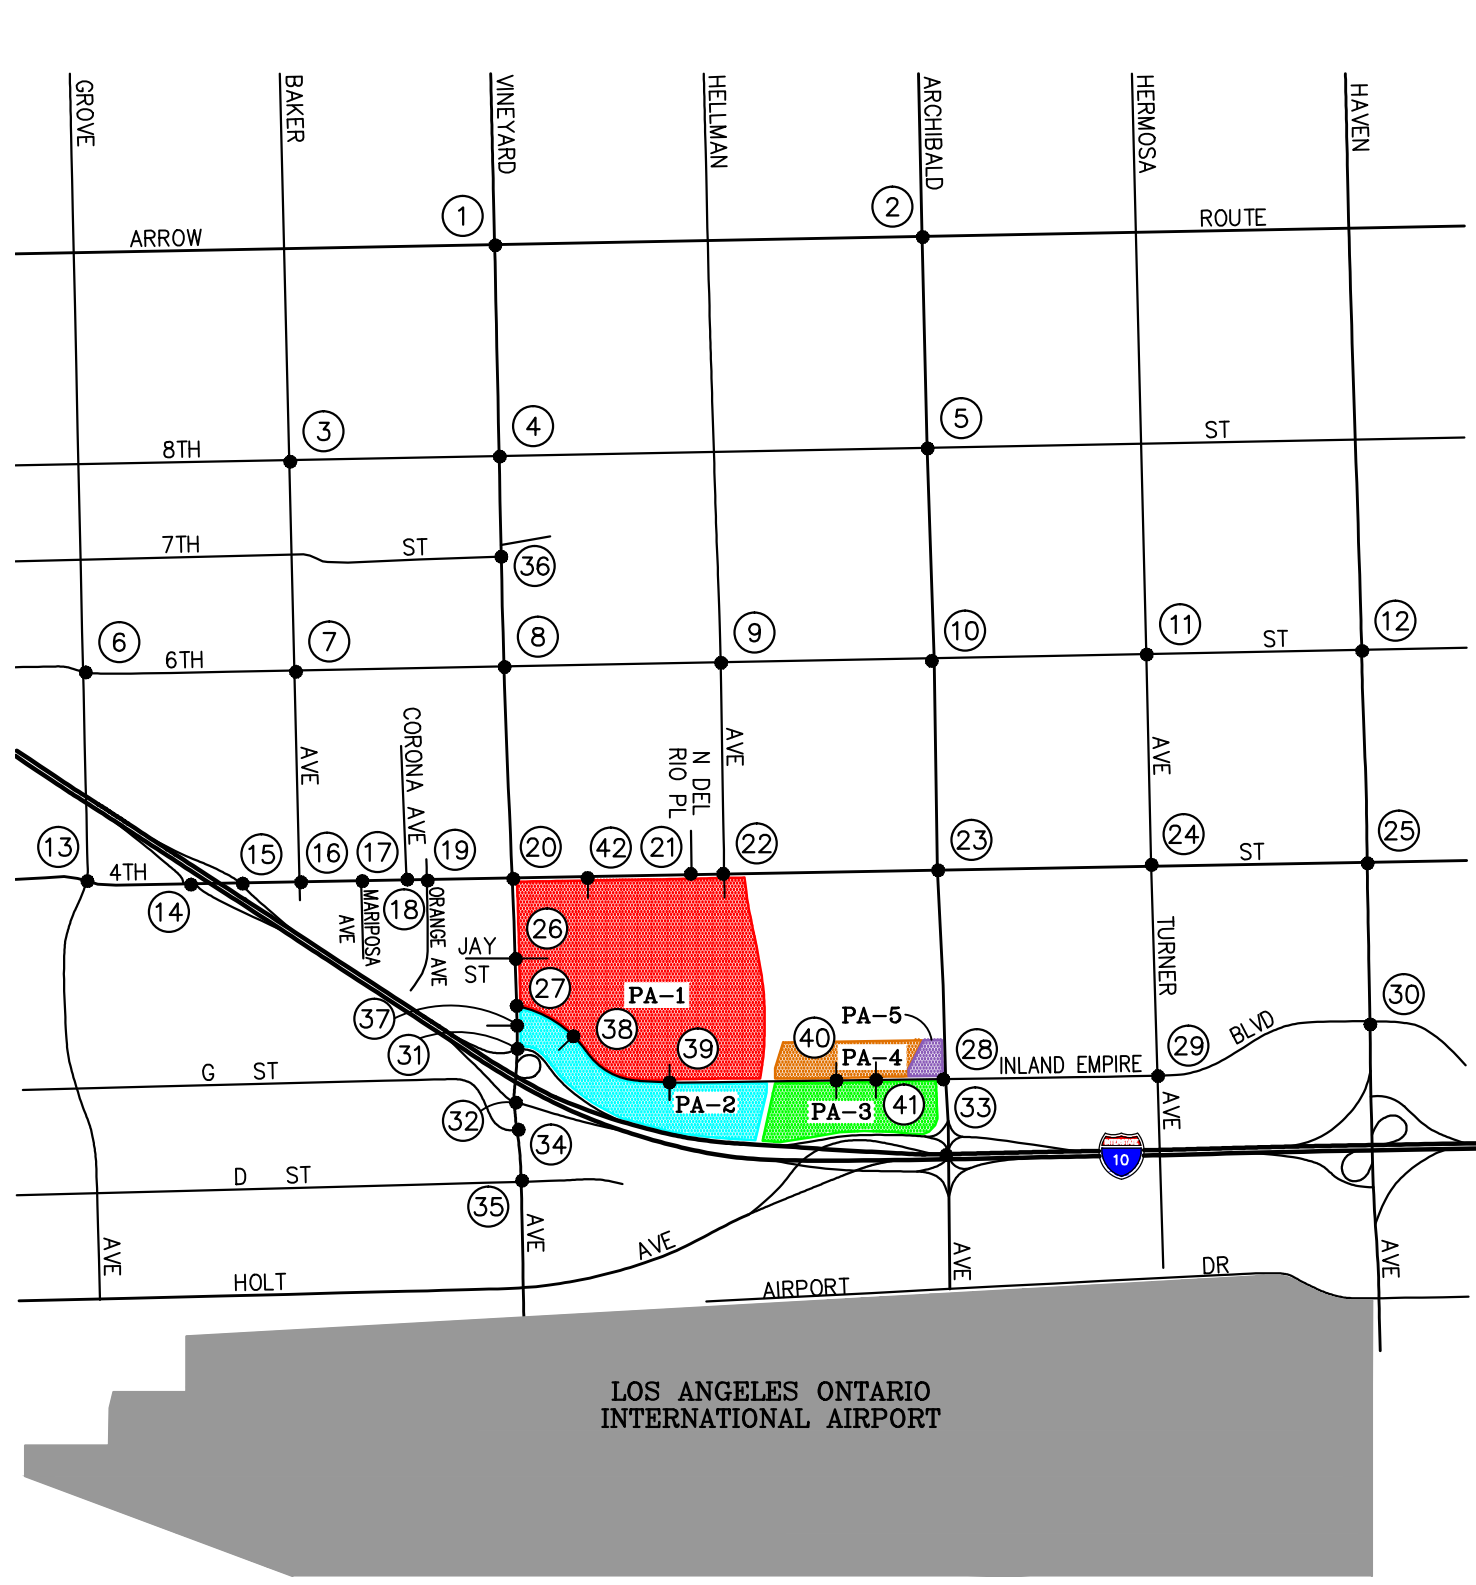 GROVE
BAKER
VINEYARD
HELLMAN
ARCHIBALD
HERMOSA
HAVEN
1
2
ARROW
ROUTE
3
4
5
8TH
ST
7TH
ST
36
6
7
8
9
10
11
12
6TH
ST
AVE
CORONA AVE
N DEL
RIO PL
AVE
AVE
13
15
16
17
19
20
42
21
22
23
24
25
4TH
ST
14
18
MARIPOSA
AVE
ORANGE AVE
JAY
ST
26
27
PA-1
TURNER
30
37
38
39
40
PA-5
28
29
BLVD
31
PA-4
INLAND EMPIRE
G ST
PA-2
PA-3
41
33
AVE
32
34
INTERSTATE
10
D ST
35
AVE
AVE
AVE
AVE
AVE
HOLT
AIRPORT
DR
LOS ANGELES ONTARIO
INTERNATIONAL AIRPORT